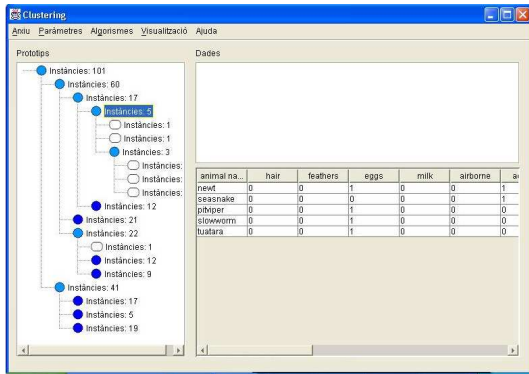 Clustering
Arxiu Paràmetres Algorismes Visualització Ajuda
Prototips
Dades
Instàncies: 101
Instàncies: 60
Instàncies: 17
Instàncies: 5
Instàncies: 1
Instàncies: 1
Instàncies: 3
Instàncies:
Instàncies:
Instàncies:
Instàncies: 12
Instàncies: 21
Instàncies: 22
Instàncies: 1
Instàncies: 12
Instàncies: 9
Instàncies: 41
Instàncies: 17
Instàncies: 5
Instàncies: 19
animal na... hair feathers eggs milk airborne
newt 0 0 1 0 0 1
seasnake 0 0 0 0 0 1
pitviper 0 0 1 0 0 0
slowworm 0 0 1 0 0 0
tuatara 0 0 1 0 0 0